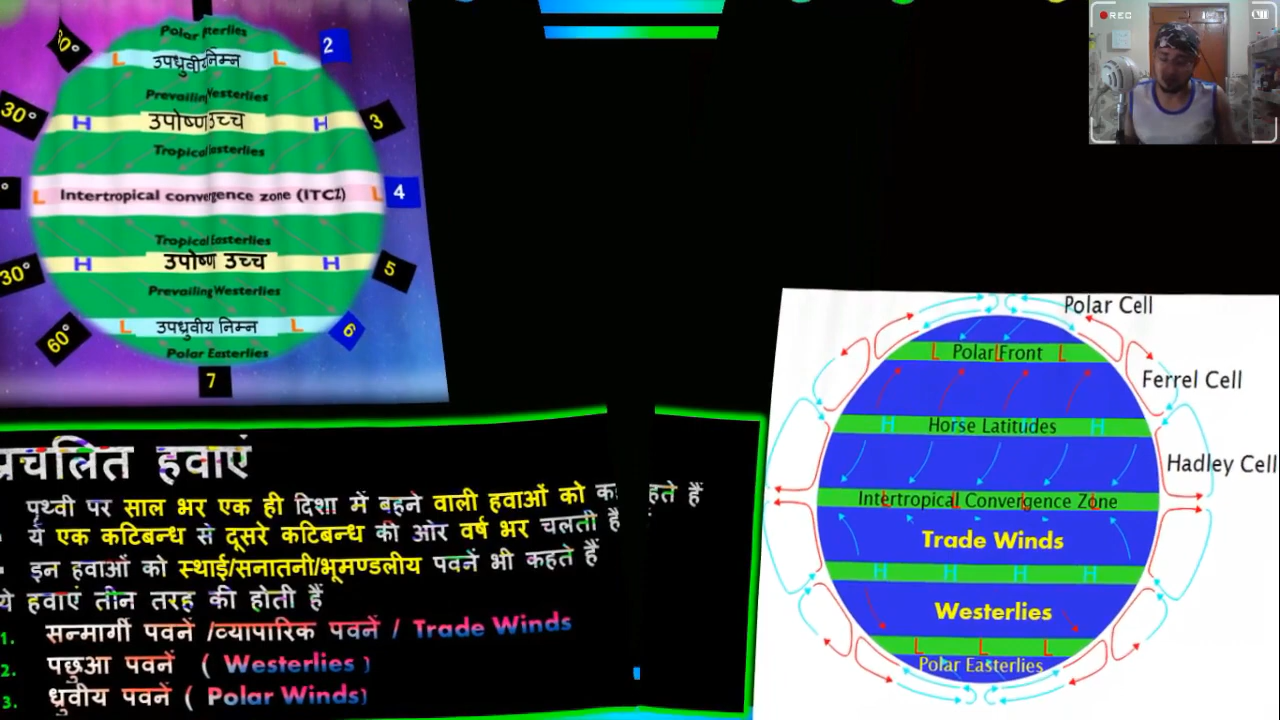 REC
Polar
2
L उपध्रुवीय निम्न L
Prevailing Westerlies
30°
H उपोष्ण उच्च H
3
Tropical Easterlies
L Intertropical convergence zone (ITCZ) L
4
Tropical Easterlies
30°
H उपोष्ण उच्च H
5
Prevailing Westerlies
60°
L उपध्रुवीय निम्न L
6
Polar Easterlies
7
प्रचलित हवाएं
पृथ्वी पर साल भर एक ही दिशा में बहने वाली हवाओं को हते हैं
ये एक कटिबन्ध से दूसरे कटिबन्ध की ओर वर्ष भर चलती है
इन हवाओं को स्थाई/सनातनी/भूमण्डलीय पवनें भी कहते हैं
ये हवाएं तीन तरह की होती हैं
1. सन्मार्गी पवनें /व्यापारिक पवनें / Trade Winds
2. पछुआ पवनें ( Westerlies )
3. ध्रुवीय पवनें ( Polar Winds)
Polar Cell
L Polar Front L L
Ferrel Cell
H Horse Latitudes H
Hadley Cell
Intertropical Convergence Zone
Trade Winds
H H H H
Westerlies
L L L
Polar Easterlies